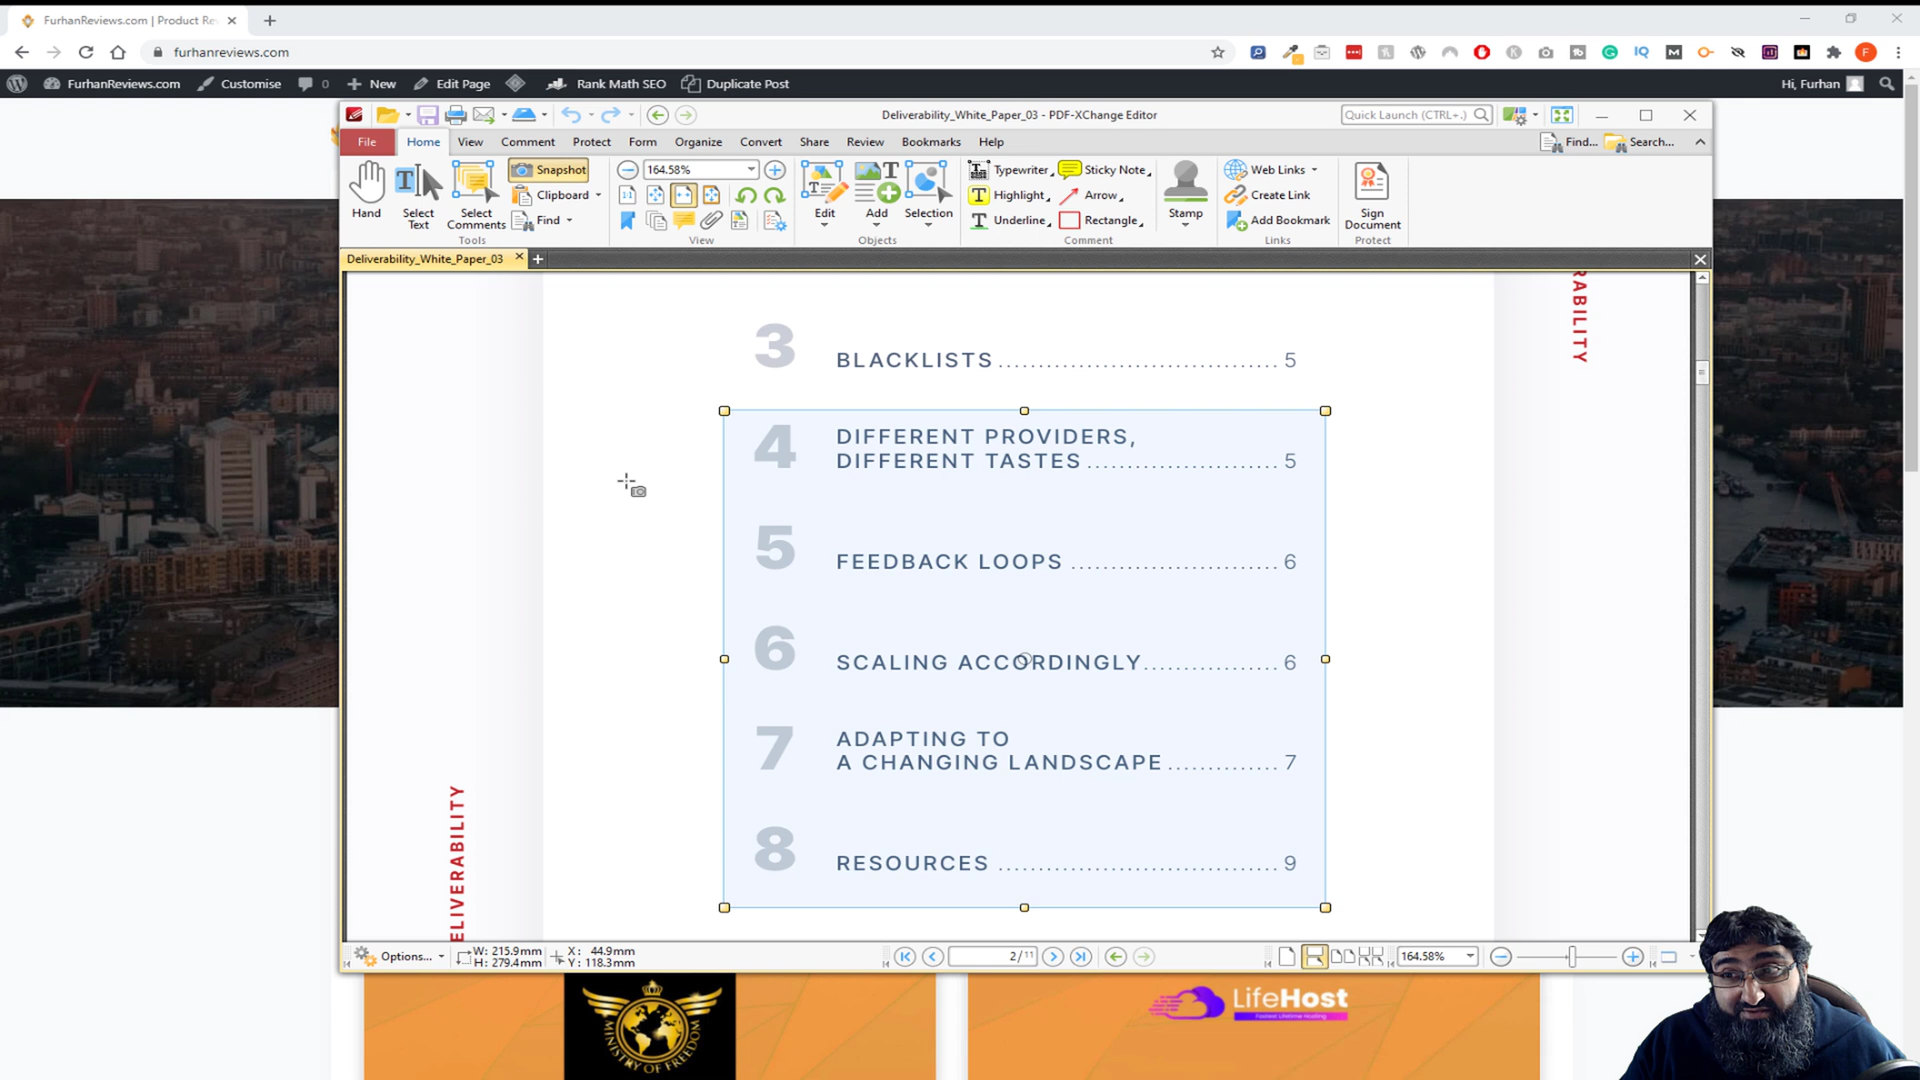 FurhanReviews.com | Product Re
furhanreviews.com
FurhanReviews.com
Customise
0
New
Edit Page
Rank Math SEO
Duplicate Post
Hi, Furhan
Deliverability_White_Paper_03 - PDF-XChange Editor
Quick Launch (CTRL+.)
File
Home
View
Comment
Protect
Form
Organize
Convert
Share
Review
Bookmarks
Help
Find...
Search...
Hand
Select Text
Select Comments
Snapshot
Clipboard
Find
Tools
164.58%
View
Edit
Add
Selection
Objects
Typewriter
Highlight
Underline
Sticky Note
Arrow
Rectangle
Stamp
Comment
Web Links
Create Link
Add Bookmark
Links
Sign Document
Protect
Deliverability_White_Paper_03
3 BLACKLISTS 5
4 DIFFERENT PROVIDERS,
DIFFERENT TASTES 5
5 FEEDBACK LOOPS 6
6 SCALING ACCORDINGLY 6
7 ADAPTING TO
A CHANGING LANDSCAPE 7
8 RESOURCES 9
RABILITY
ELIVERABILITY
Options...
W: 215.9mm
H: 279.4mm
X: 44.9mm
Y: 118.3mm
2/11
164.58%
MINISTRY OF FREEDOM
LifeHost
Fastest Lifetime Hosting